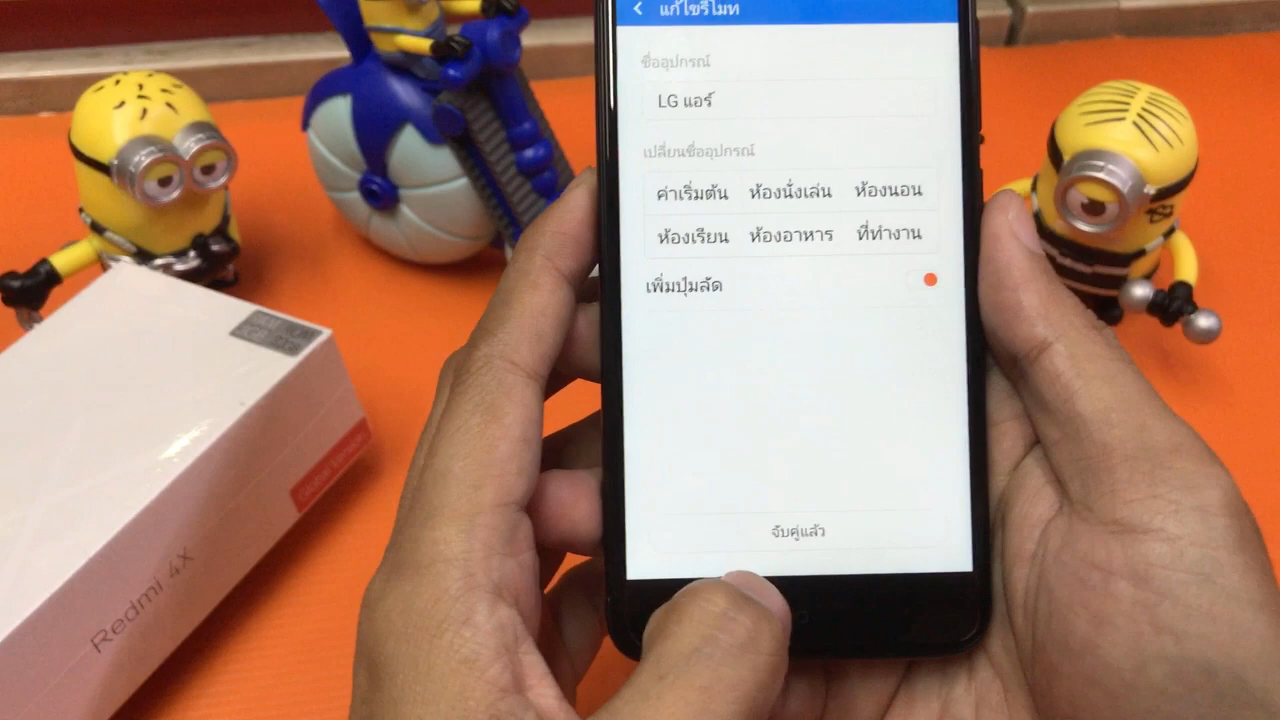 แก้ไขรีโมท
ชื่ออุปกรณ์
LG แอร์
เปลี่ยนชื่ออุปกรณ์
ค่าเริ่มต้น ห้องนั่งเล่น ห้องนอน
ห้องเรียน ห้องอาหาร ที่ทำงาน
เพิ่มปุ่มลัด
จับคู่แล้ว
Global Version
Redmi 4X